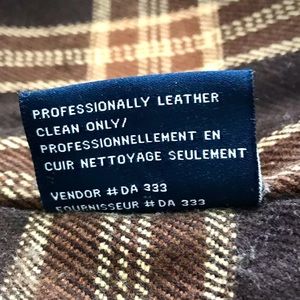 PROFESSIONALLY LEATHER
CLEAN ONLY/
PROFESSIONNELLEMENT EN
CUIR NETTOYAGE SEULEMENT
VENDOR #DA 333
FOURNISSEUR #DA 333